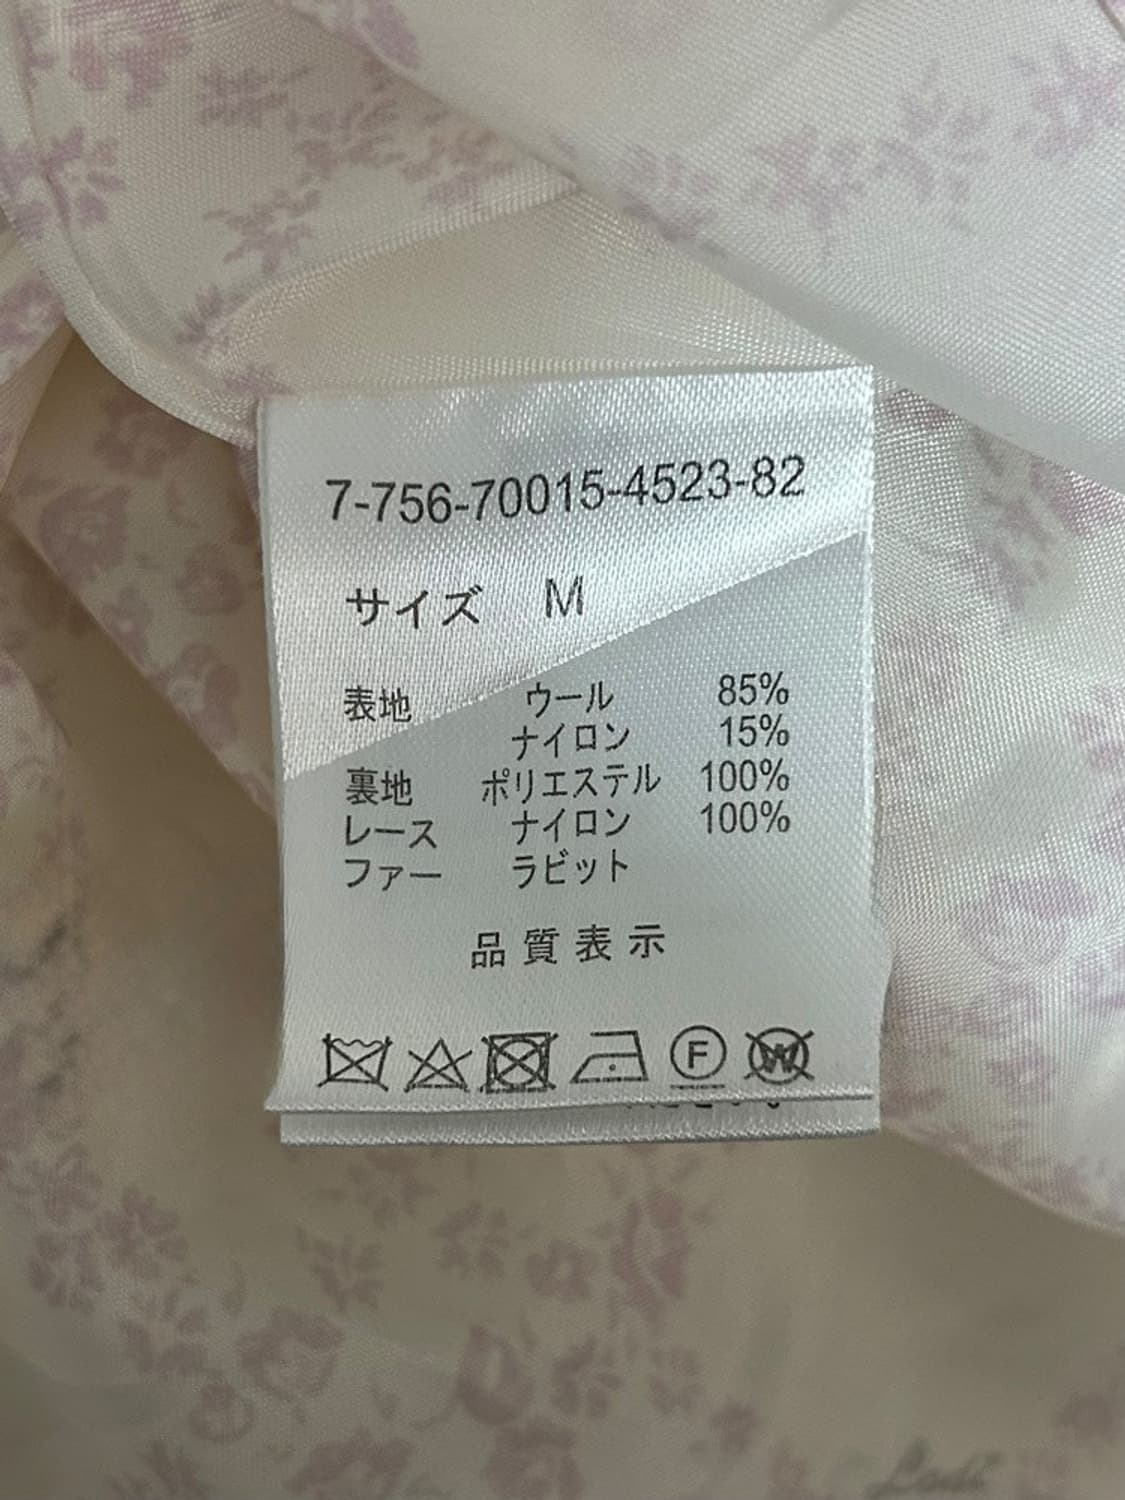 7-756-70015-4523-82
サイズ M
表地 ウール 85%
ナイロン 15%
裏地 ポリエステル 100%
レース ナイロン 100%
ファー ラビット
品質表示
F W